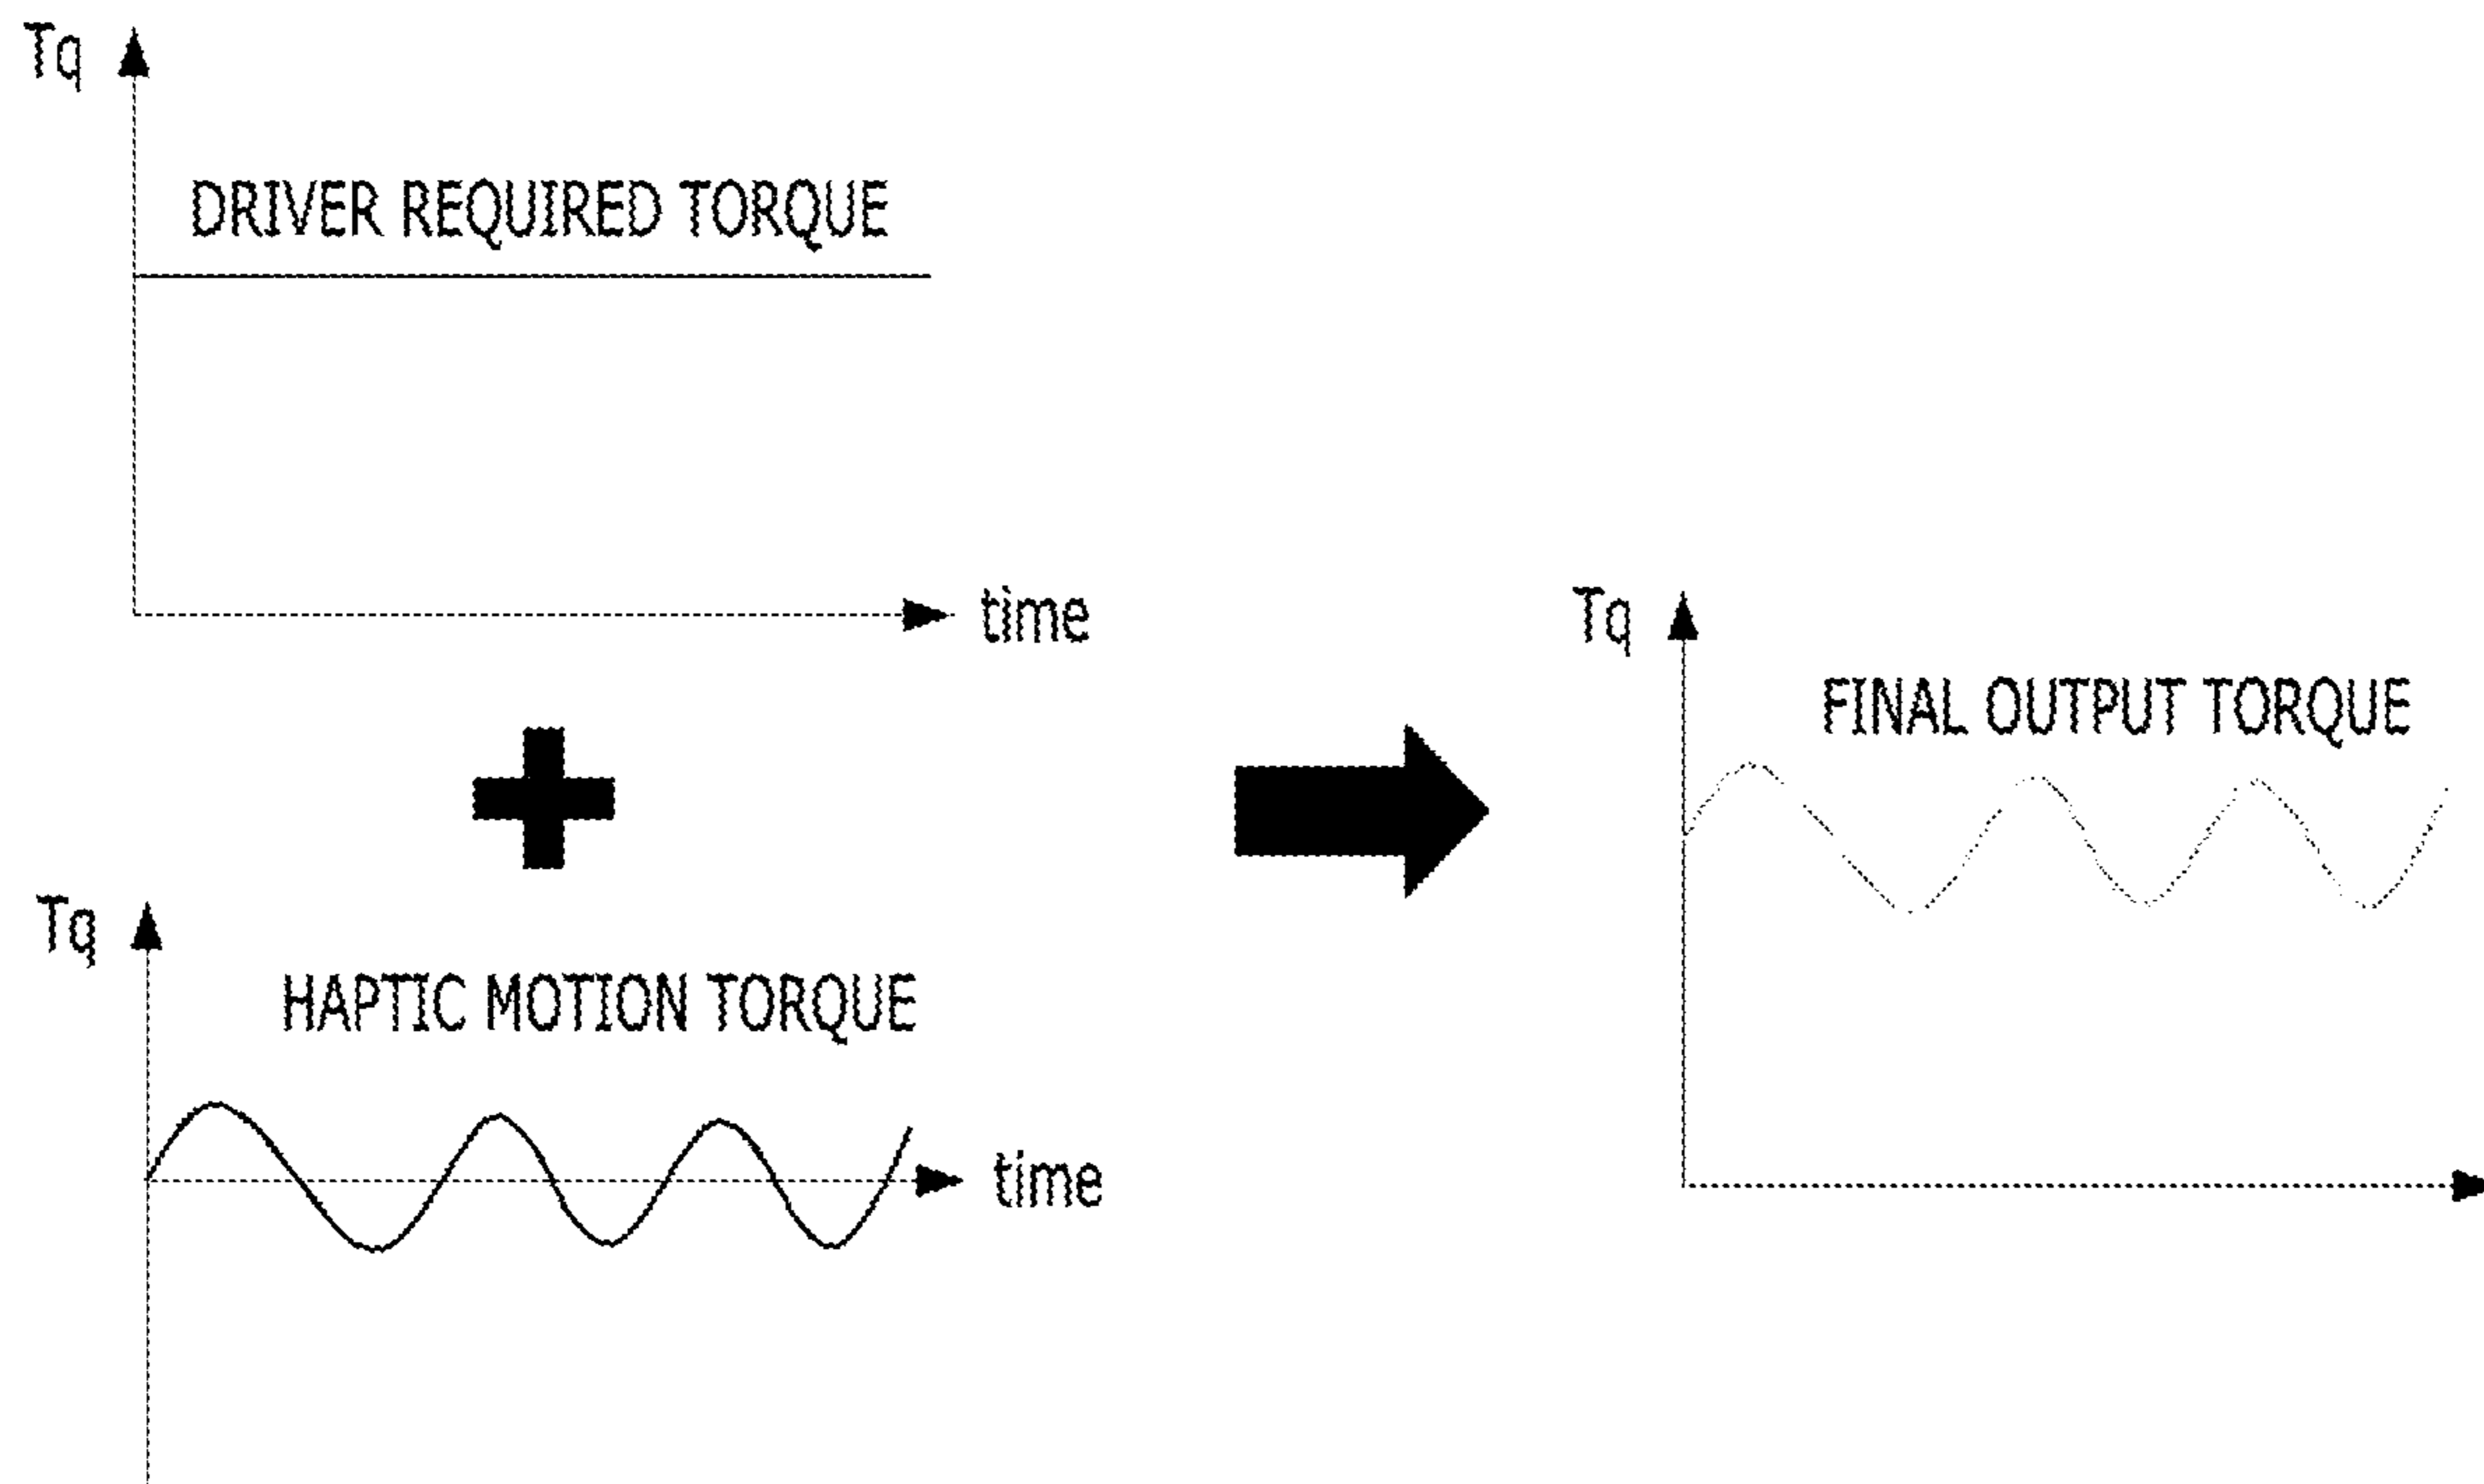 Tq
DRIVER REQUIRED TORQUE
time
Tq
HAPTIC MOTION TORQUE
time
Tq
FINAL OUTPUT TORQUE